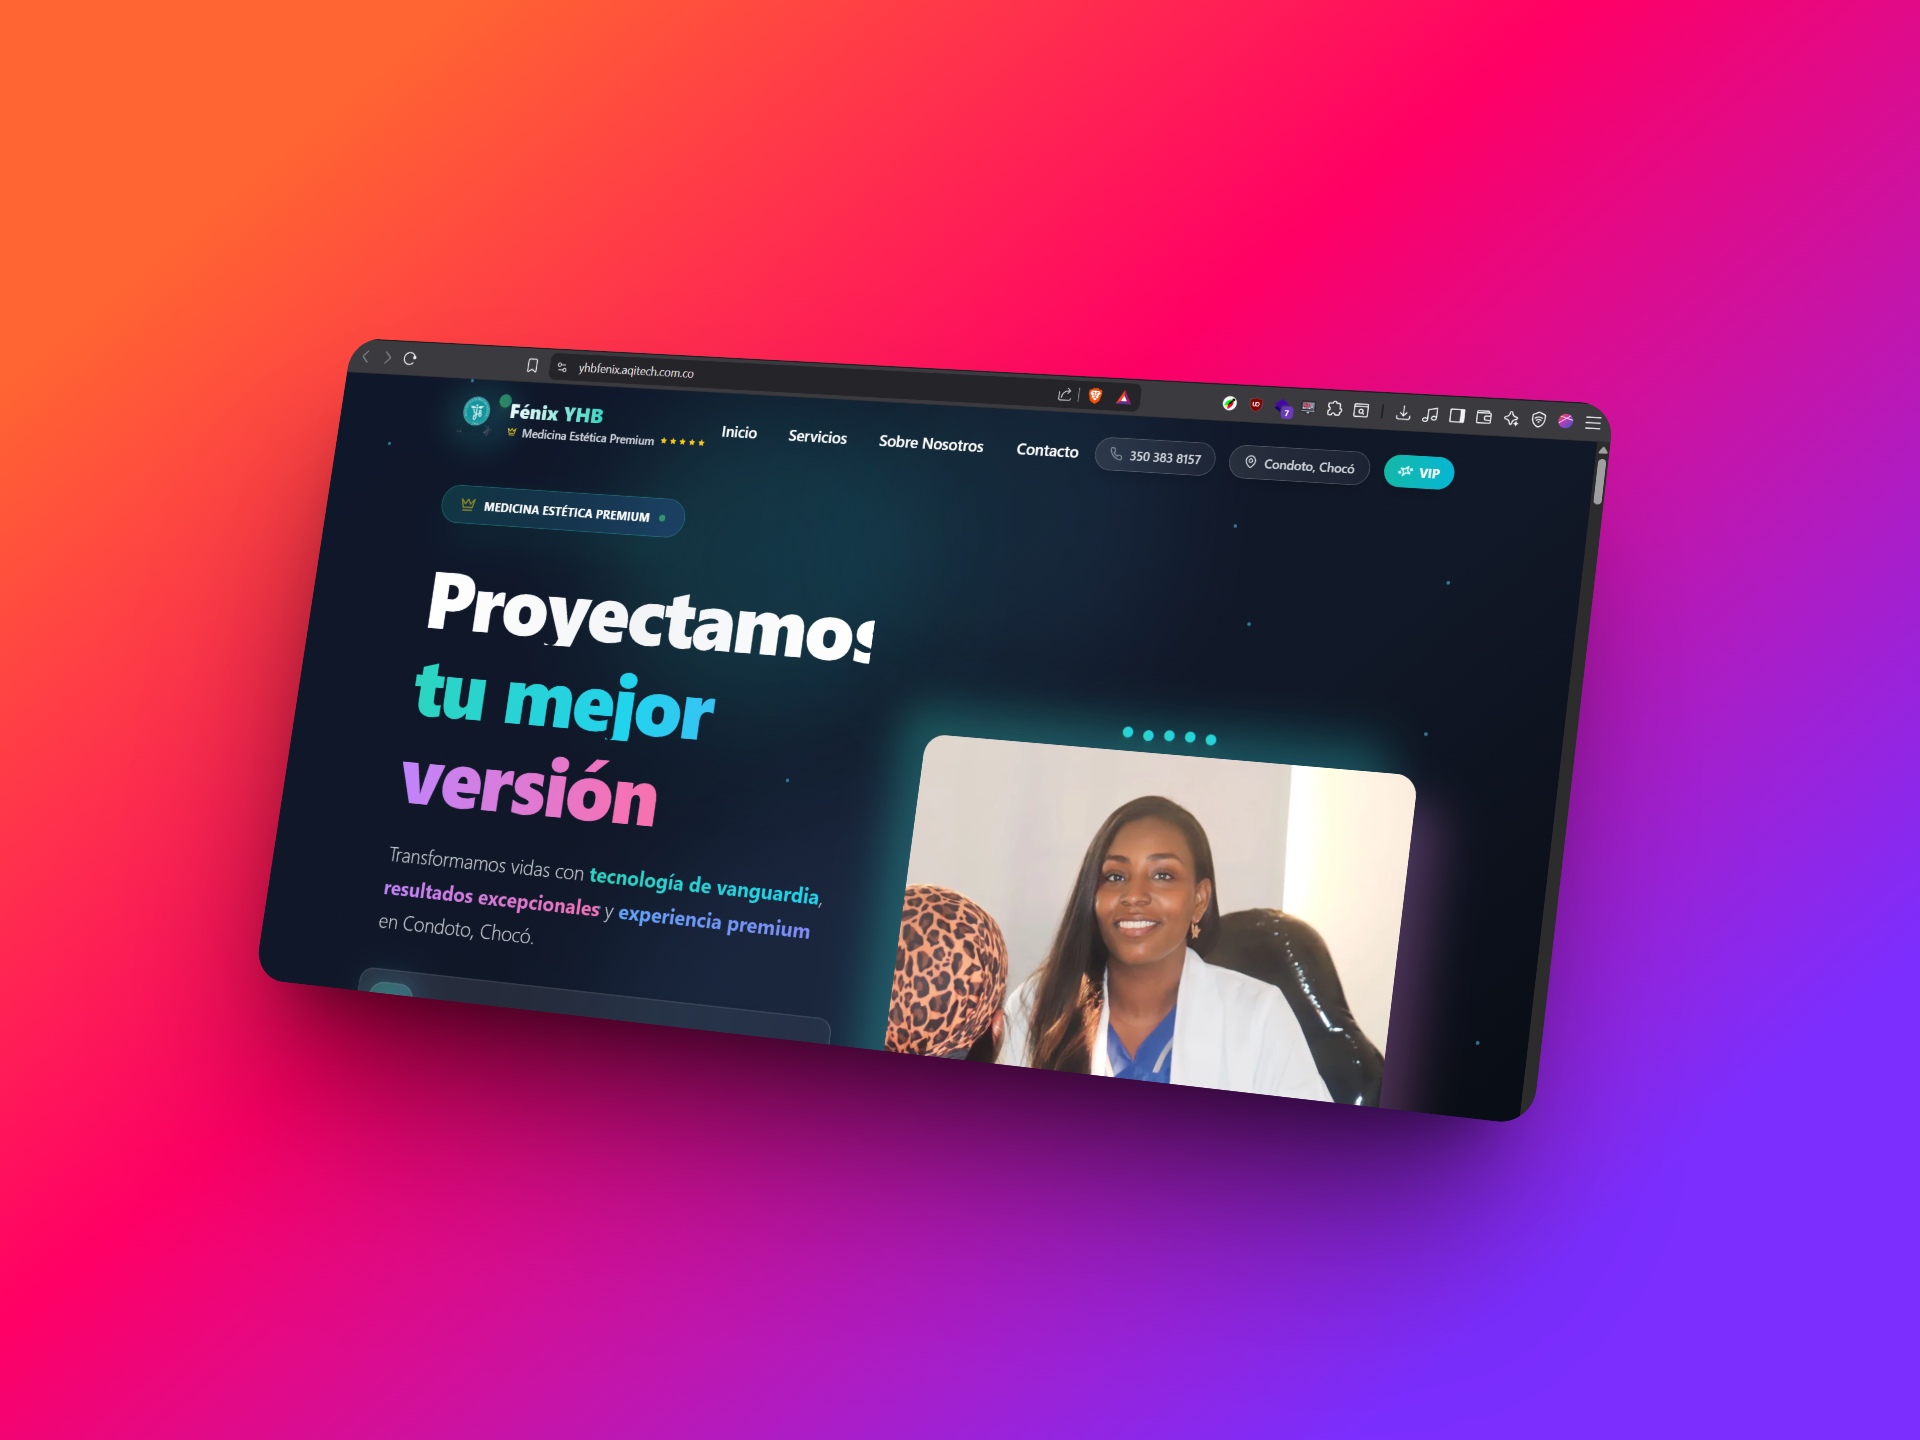 yhbfenix.aqitech.com.co
7
Fénix YHB
Medicina Estética Premium
Inicio
Servicios
Sobre Nosotros
Contacto
350 383 8157
Condoto, Chocó
VIP
MEDICINA ESTÉTICA PREMIUM
Proyectamos
tu mejor
versión
Transformamos vidas con tecnología de vanguardia,
resultados excepcionales y experiencia premium
en Condoto, Chocó.